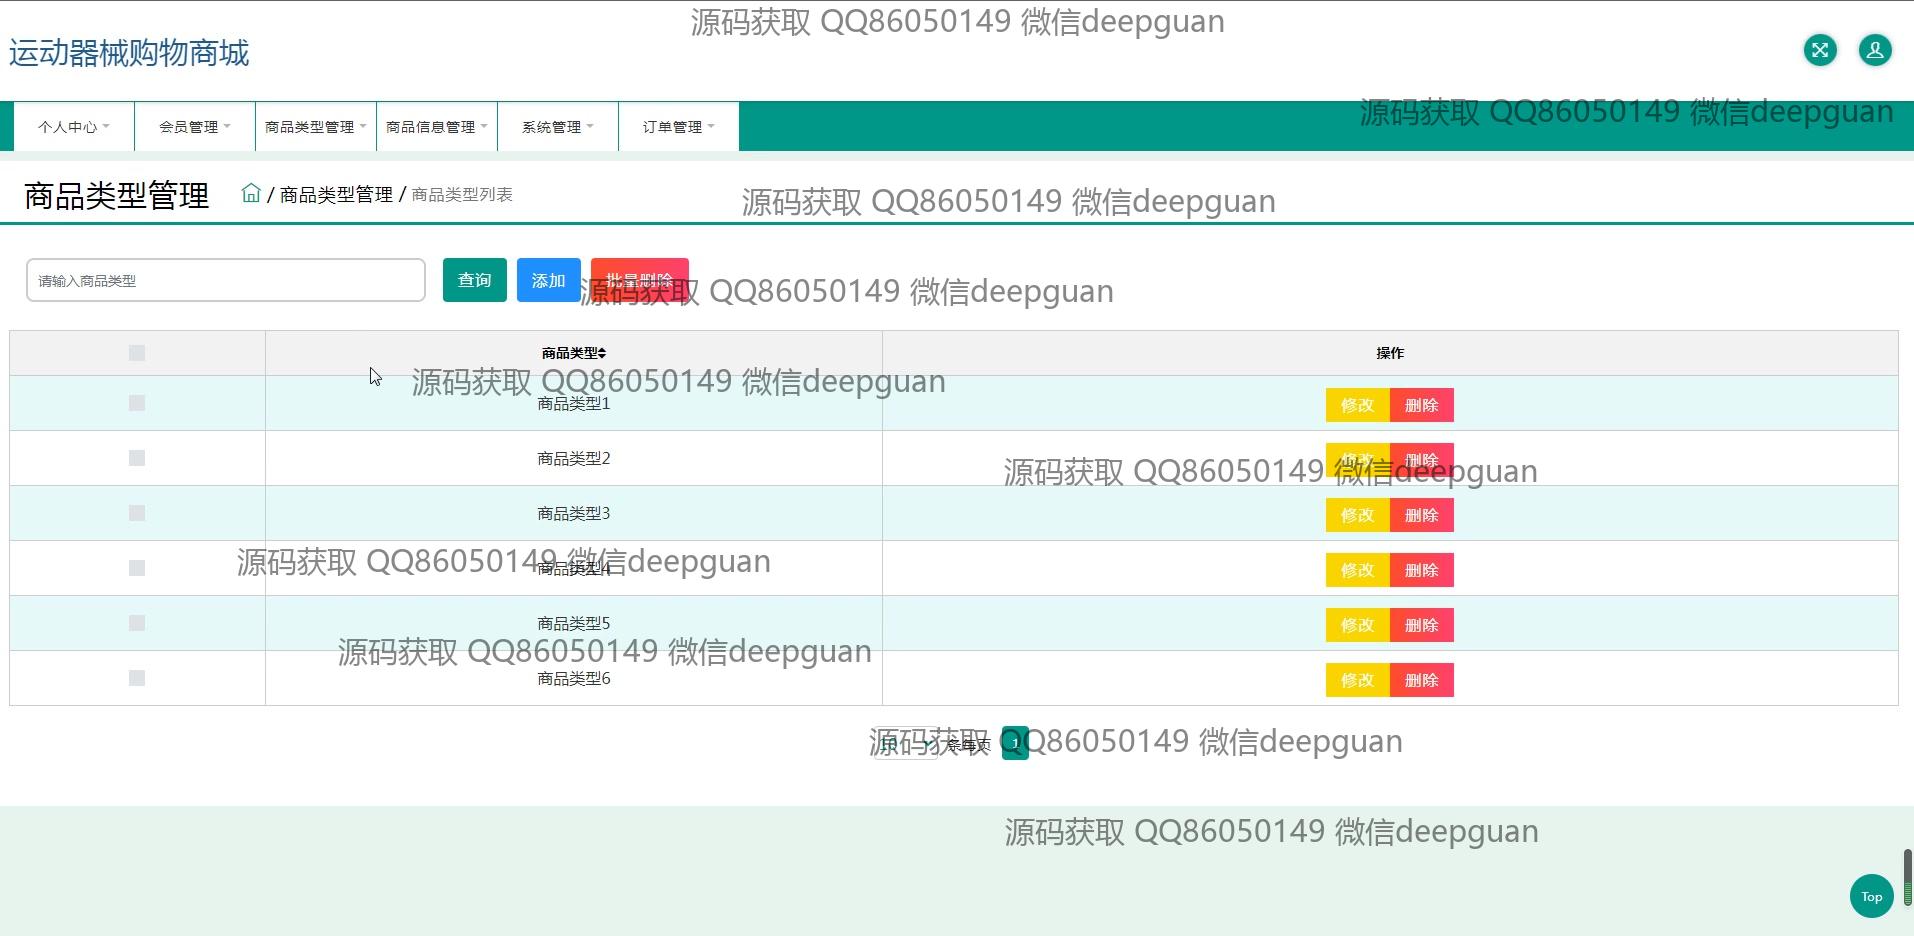 源码获取 QQ86050149 微信deepguan
运动器械购物商城
源码获取 QQ86050149 微信deepguan
个人中心 会员管理 商品类型管理 商品信息管理 系统管理 订单管理
商品类型管理 / 商品类型管理 / 商品类型列表
源码获取 QQ86050149 微信deepguan
请输入商品类型 查询 添加 批量删除
源码获取 QQ86050149 微信deepguan
商品类型 操作
源码获取 QQ86050149 微信deepguan
商品类型1 修改 删除
商品类型2 修改 删除
源码获取 QQ86050149 微信deepguan
商品类型3 修改 删除
源码获取 QQ86050149 微信deepguan
商品类型4 修改 删除
商品类型5 修改 删除
源码获取 QQ86050149 微信deepguan
商品类型6 修改 删除
10 条每页 1
源码获取 QQ86050149 微信deepguan
源码获取 QQ86050149 微信deepguan
Top